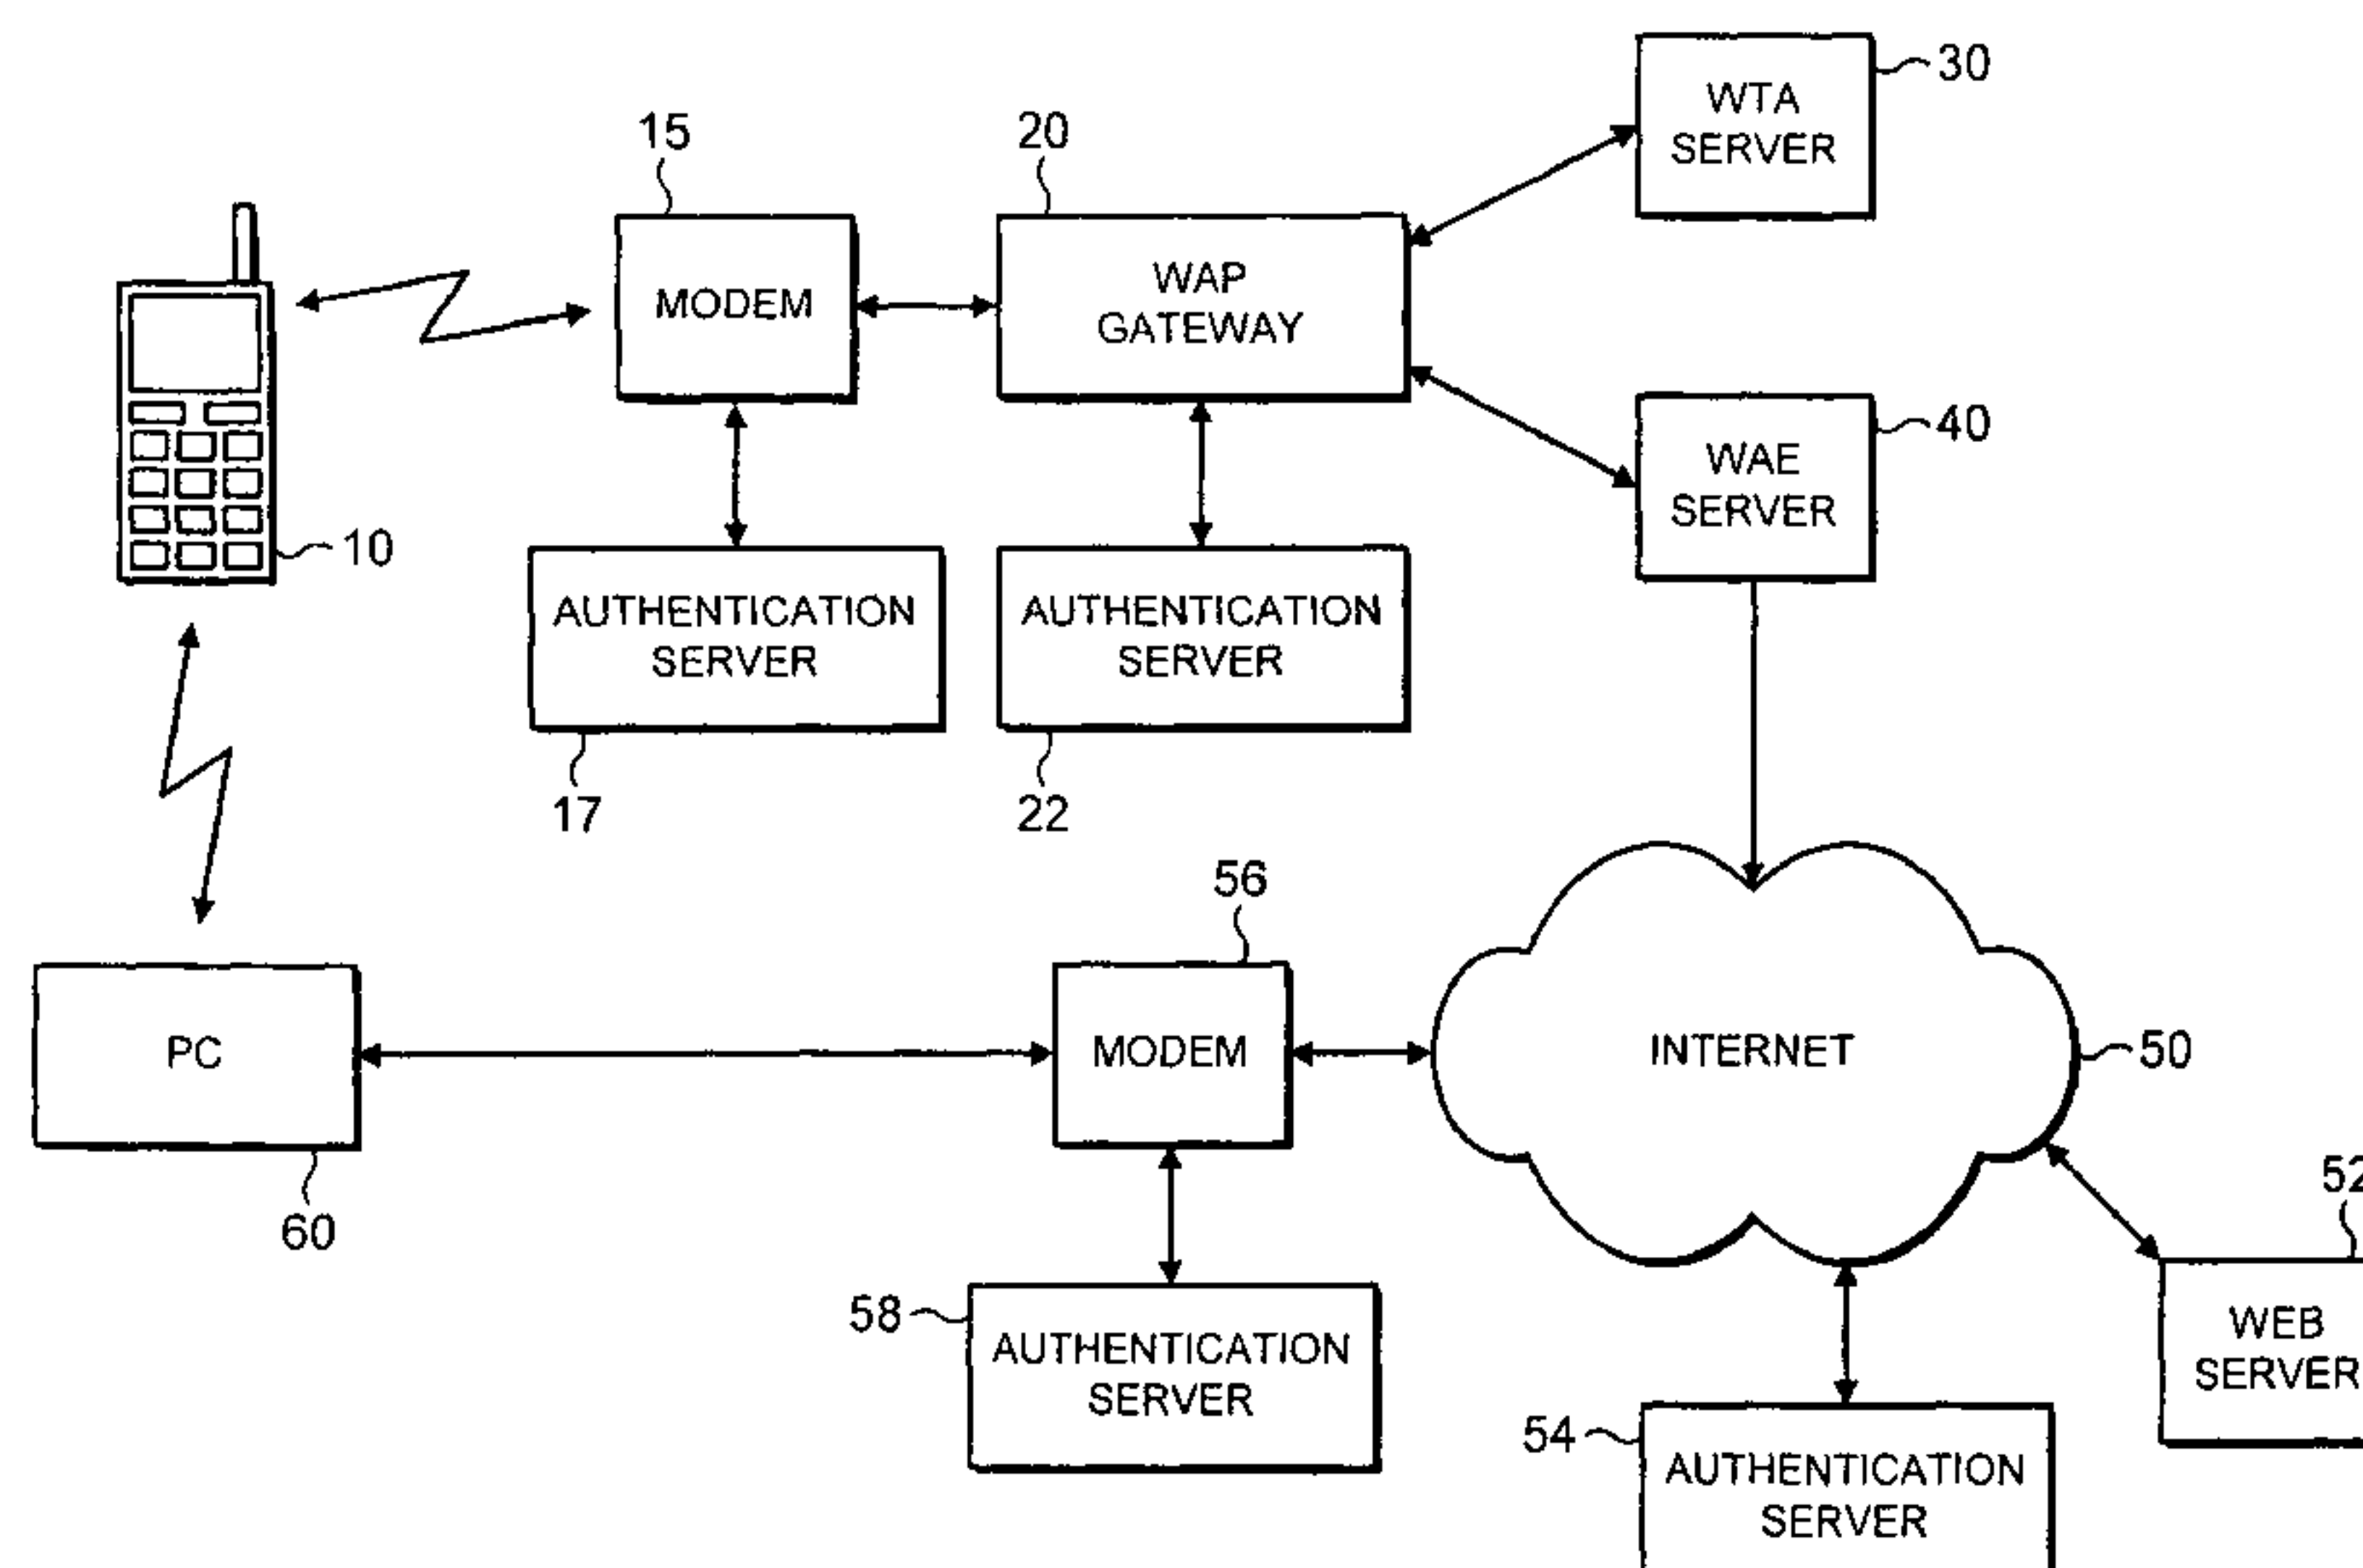 30
WTA
SERVER
15
20
MODEM
WAP
GATEWAY
40
WAE
SERVER
10
AUTHENTICATION
SERVER
AUTHENTICATION
SERVER
17
22
56
PC
MODEM
INTERNET
50
52
60
58
AUTHENTICATION
SERVER
WEB
SERVER
54
AUTHENTICATION
SERVER